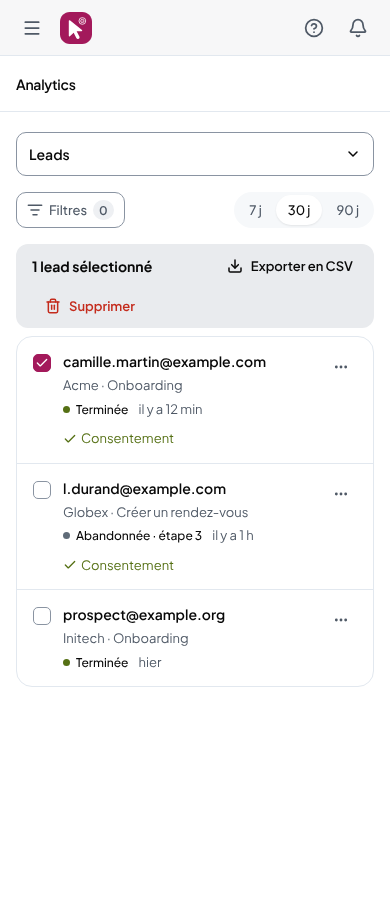 Analytics
Leads
Filtres 0
7 j 30 j 90 j
1 lead sélectionné
Exporter en CSV
Supprimer
camille.martin@example.com
Acme · Onboarding
Terminée il y a 12 min
Consentement
l.durand@example.com
Globex · Créer un rendez-vous
Abandonnée · étape 3 il y a 1 h
Consentement
prospect@example.org
Initech · Onboarding
Terminée hier